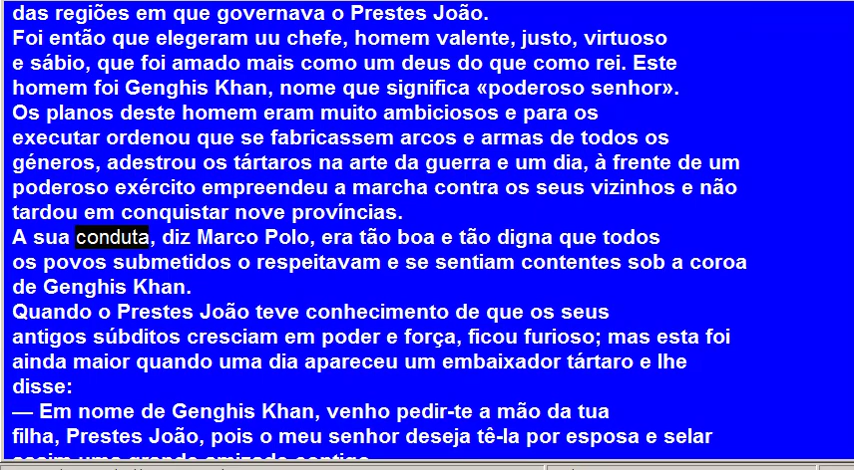 das regiões em que governava o Prestes João.
Foi então que elegeram uu chefe, homem valente, justo, virtuoso
e sábio, que foi amado mais como um deus do que como rei. Este
homem foi Genghis Khan, nome que significa «poderoso senhor».
Os planos deste homem eram muito ambiciosos e para os
executar ordenou que se fabricassem arcos e armas de todos os
géneros, adestrou os tártaros na arte da guerra e um dia, à frente de um
poderoso exército empreendeu a marcha contra os seus vizinhos e não
tardou em conquistar nove províncias.
A sua conduta, diz Marco Polo, era tão boa e tão digna que todos
os povos submetidos o respeitavam e se sentiam contentes sob a coroa
de Genghis Khan.
Quando o Prestes João teve conhecimento de que os seus
antigos súbditos cresciam em poder e força, ficou furioso; mas esta foi
ainda maior quando uma dia apareceu um embaixador tártaro e lhe
disse:
— Em nome de Genghis Khan, venho pedir-te a mão da tua
filha, Prestes João, pois o meu senhor deseja tê-la por esposa e selar
assim uma grande amizade contigo